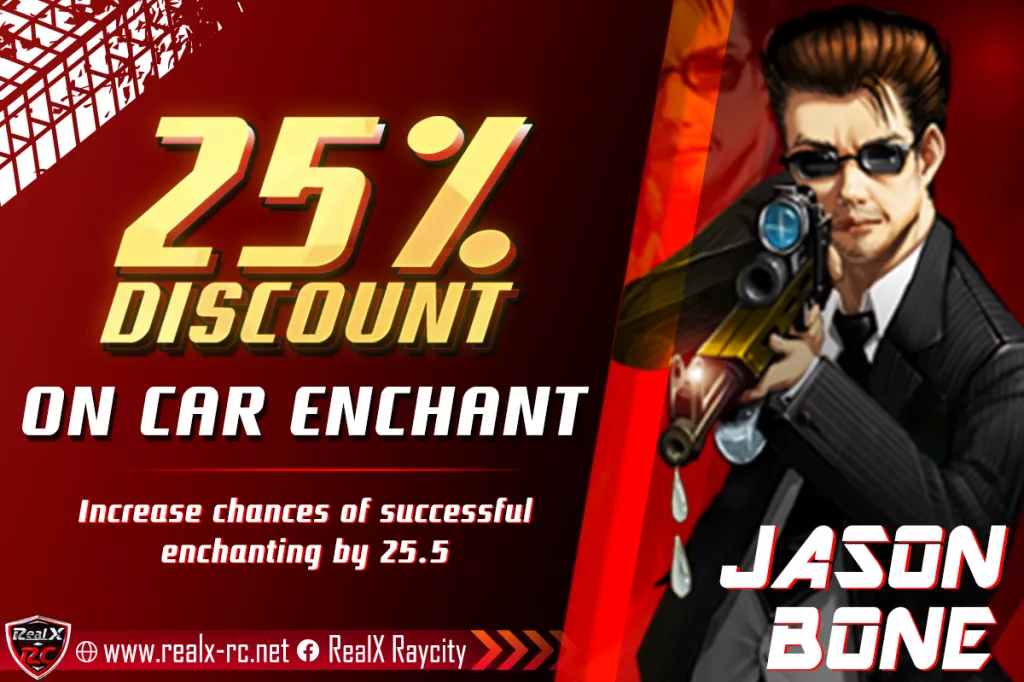 25%
DISCOUNT
ON CAR ENCHANT
Increase chances of successful
enchanting by 25.5
JASON
BONE
RealX
RC
www.realx-rc.net RealX Raycity